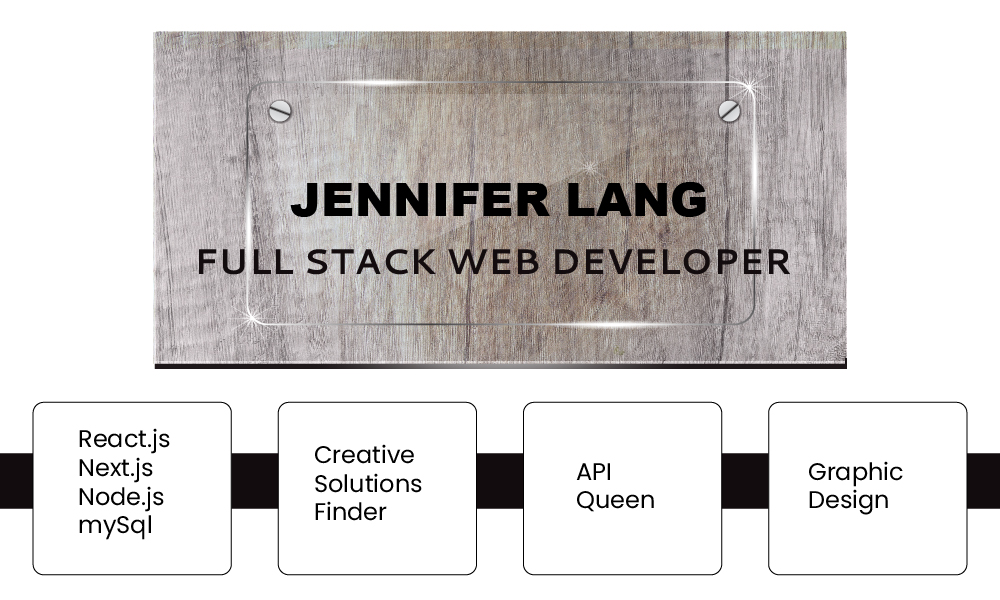 JENNIFER LANG
FULL STACK WEB DEVELOPER
React.js
Next.js
Node.js
mySql
Creative
Solutions
Finder
API
Queen
Graphic
Design